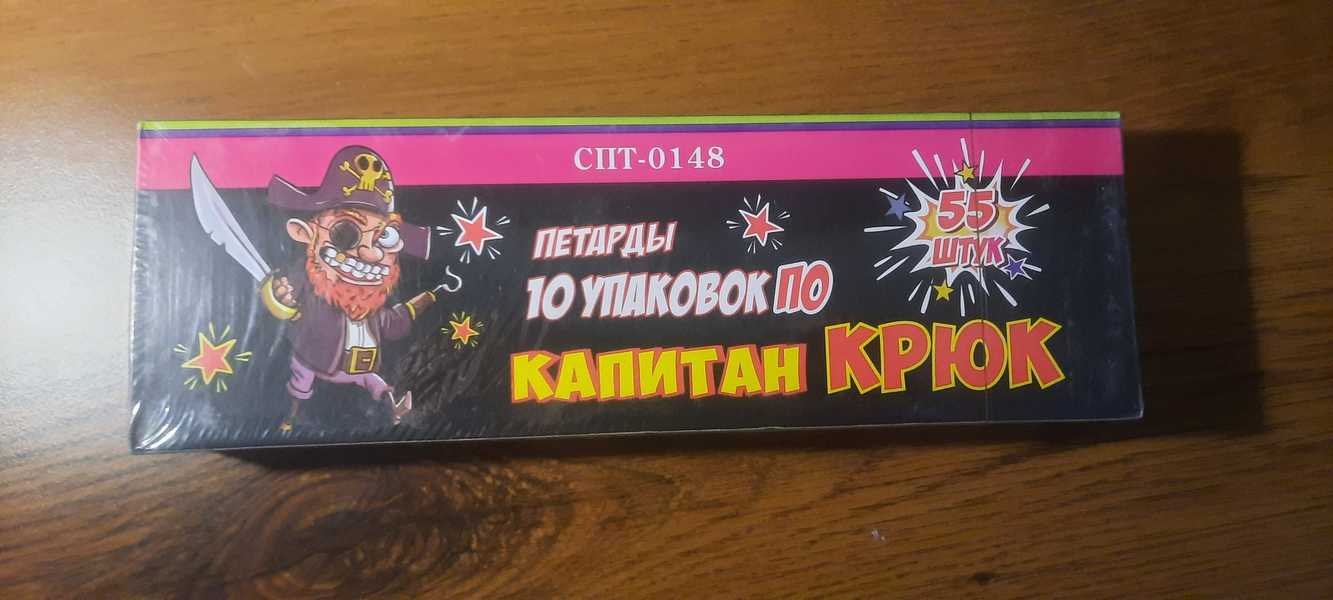 СПТ-0148
55
ШТУК
ПЕТАРДЫ
10 УПАКОВОК ПО
КАПИТАН КРЮК